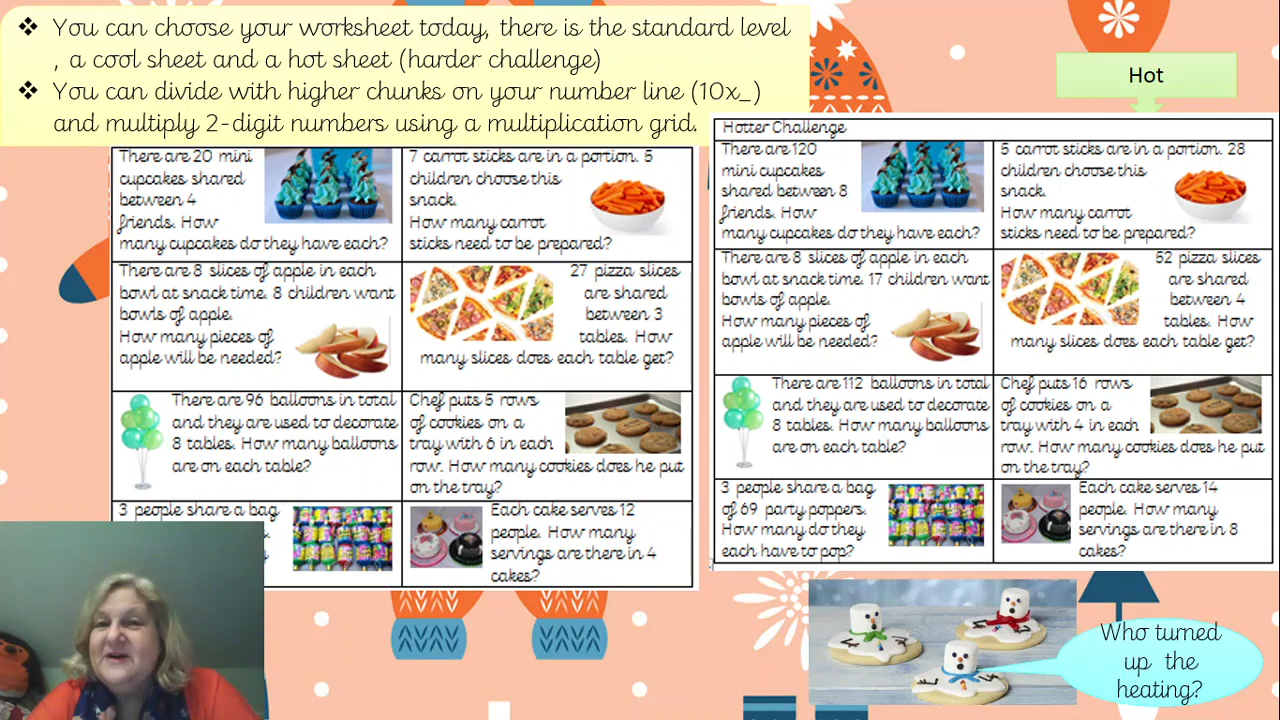 ❖ You can choose your worksheet today, there is the standard level
, a cool sheet and a hot sheet (harder challenge)
❖ You can divide with higher chunks on your number line (10x_)
and multiply 2-digit numbers using a multiplication grid.
There are 20 mini
cupcakes shared
between 4
friends. How
many cupcakes do they have each?
7 carrot sticks are in a portion. 5
children choose this
snack.
How many carrot
sticks need to be prepared?
There are 8 slices of apple in each
bowl at snack time. 8 children want
bowls of apple.
How many pieces of
apple will be needed?
27 pizza slices
are shared
between 3
tables. How
many slices does each table get?
There are 96 balloons in total
and they are used to decorate
8 tables. How many balloons
are on each table?
Chef puts 5 rows
of cookies on a
tray with 6 in each
row. How many cookies does he put
on the tray?
3 people share a bag
Each cake serves 12
people. How many
servings are there in 4
cakes?
Hot
Hotter Challenge
There are 120
mini cupcakes
shared between 8
friends. How
many cupcakes do they have each?
5 carrot sticks are in a portion. 28
children choose this
snack.
How many carrot
sticks need to be prepared?
There are 8 slices of apple in each
bowl at snack time. 17 children want
bowls of apple.
How many pieces of
apple will be needed?
52 pizza slices
are shared
between 4
tables. How
many slices does each table get?
There are 112 balloons in total
and they are used to decorate
8 tables. How many balloons
are on each table?
Chef puts 16 rows
of cookies on a
tray with 4 in each
row. How many cookies does he put
on the tray?
3 people share a bag
of 69 party poppers.
How many do they
each have to pop?
Each cake serves 14
people. How many
servings are there in 8
cakes?
Who turned
up the
heating?